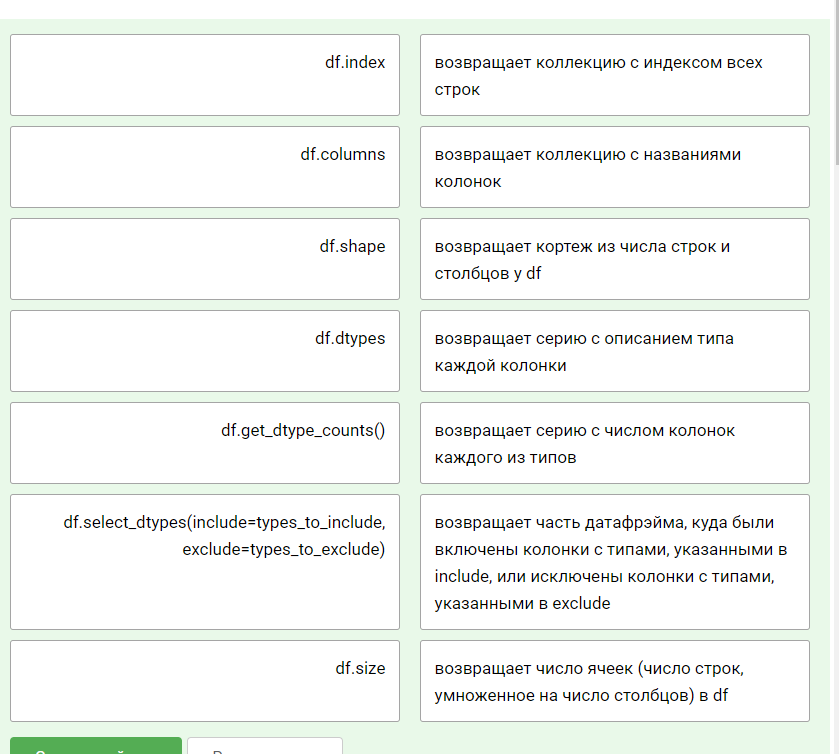 df.index
возвращает коллекцию с индексом всех
строк
df.columns
возвращает коллекцию с названиями
колонок
df.shape
возвращает кортеж из числа строк и
столбцов у df
df.dtypes
возвращает серию с описанием типа
каждой колонки
df.get_dtype_counts()
возвращает серию с числом колонок
каждого из типов
df.select_dtypes(include=types_to_include,
exclude=types_to_exclude)
возвращает часть датафрэйма, куда были
включены колонки с типами, указанными в
include, или исключены колонки с типами,
указанными в exclude
df.size
возвращает число ячеек (число строк,
умноженное на число столбцов) в df